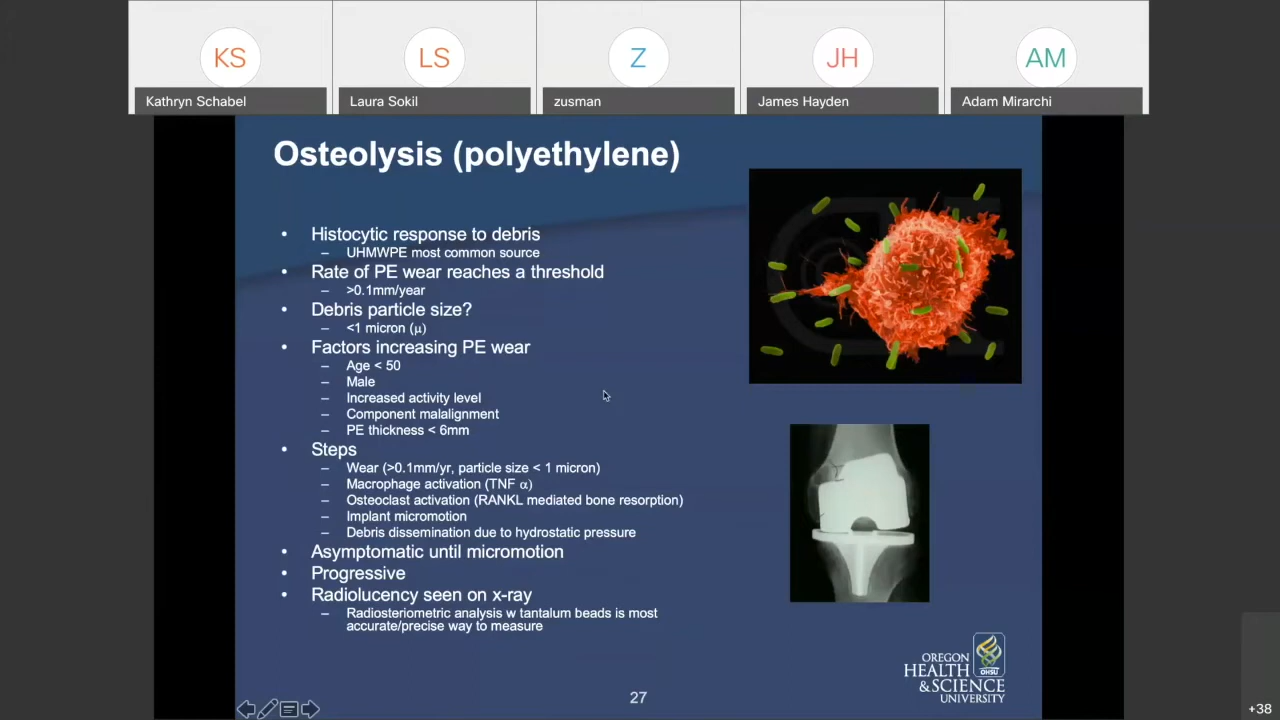 KS
LS
Z
JH
AM
Kathryn Schabel
Laura Sokil
zusman
James Hayden
Adam Mirarchi
Osteolysis (polyethylene)
• Histocytic response to debris
– UHMWPE most common source
• Rate of PE wear reaches a threshold
– >0.1mm/year
• Debris particle size?
– <1 micron (μ)
• Factors increasing PE wear
– Age < 50
– Male
– Increased activity level
– Component malalignment
– PE thickness < 6mm
• Steps
– Wear (>0.1mm/yr, particle size < 1 micron)
– Macrophage activation (TNF α)
– Osteoclast activation (RANKL mediated bone resorption)
– Implant micromotion
– Debris dissemination due to hydrostatic pressure
• Asymptomatic until micromotion
• Progressive
• Radiolucency seen on x-ray
– Radiosteriometric analysis w tantalum beads is most
accurate/precise way to measure
OREGON
HEALTH
&SCIENCE
UNIVERSITY
OHSU
27
+38